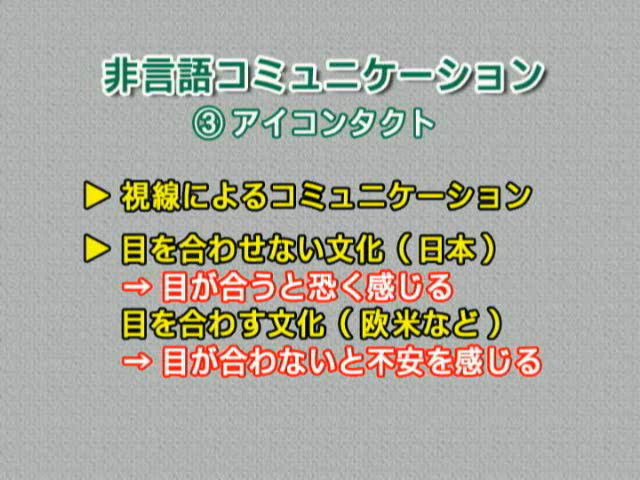 非言語コミュニケーション
③ アイコンタクト
▶ 視線によるコミュニケーション
▶ 目を合わせない文化（日本）
→ 目が合うと恐く感じる
目を合わす文化（欧米など）
→ 目が合わないと不安を感じる